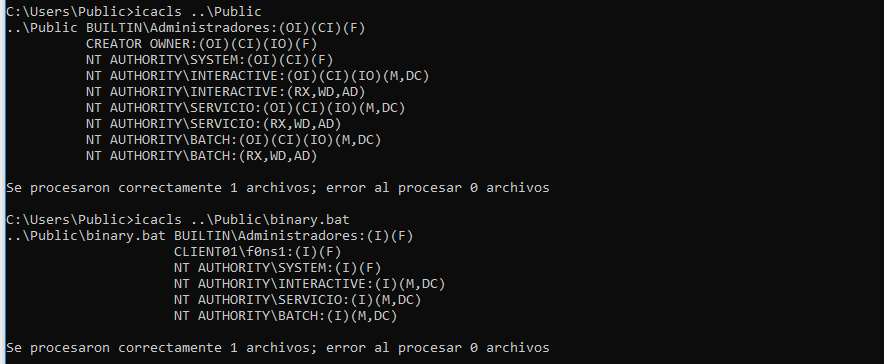 C:\Users\Public>icacls ..\Public
..\Public BUILTIN\Administradores:(OI)(CI)(F)
CREATOR OWNER:(OI)(CI)(IO)(F)
NT AUTHORITY\SYSTEM:(OI)(CI)(F)
NT AUTHORITY\INTERACTIVE:(OI)(CI)(IO)(M,DC)
NT AUTHORITY\INTERACTIVE:(RX,WD,AD)
NT AUTHORITY\SERVICIO:(OI)(CI)(IO)(M,DC)
NT AUTHORITY\SERVICIO:(RX,WD,AD)
NT AUTHORITY\BATCH:(OI)(CI)(IO)(M,DC)
NT AUTHORITY\BATCH:(RX,WD,AD)
Se procesaron correctamente 1 archivos; error al procesar 0 archivos
C:\Users\Public>icacls ..\Public\binary.bat
..\Public\binary.bat BUILTIN\Administradores:(I)(F)
CLIENT01\f0ns1:(I)(F)
NT AUTHORITY\SYSTEM:(I)(F)
NT AUTHORITY\INTERACTIVE:(I)(M,DC)
NT AUTHORITY\SERVICIO:(I)(M,DC)
NT AUTHORITY\BATCH:(I)(M,DC)
Se procesaron correctamente 1 archivos; error al procesar 0 archivos